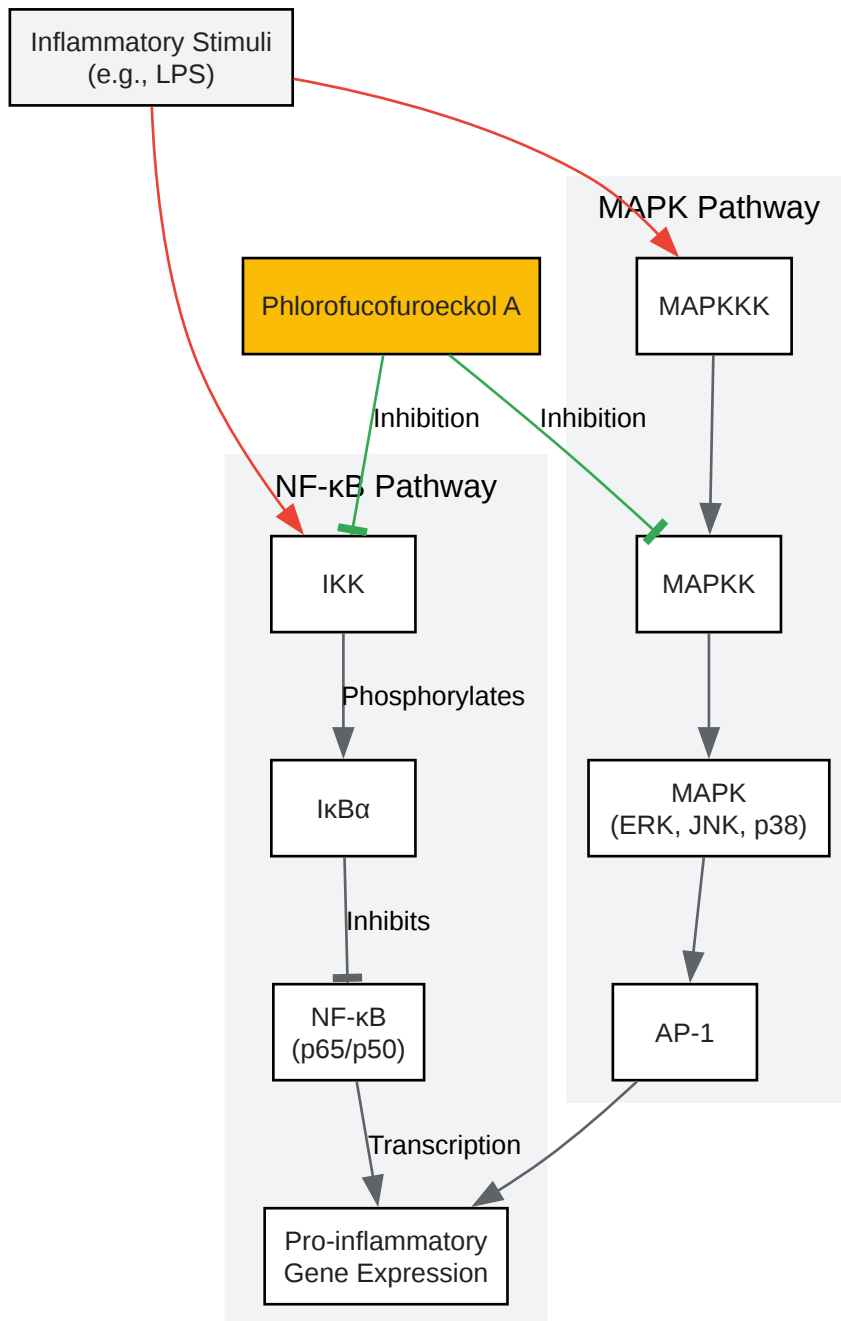 Inflammatory Stimuli
(e.g., LPS)
MAPK Pathway
Phlorofucofuroeckol A
MAPKKK
Inhibition
Inhibition
NF-κB Pathway
IKK
MAPKK
Phosphorylates
IκBα
MAPK
(ERK, JNK, p38)
Inhibits
NF-κB
(p65/p50)
AP-1
Transcription
Pro-inflammatory
Gene Expression